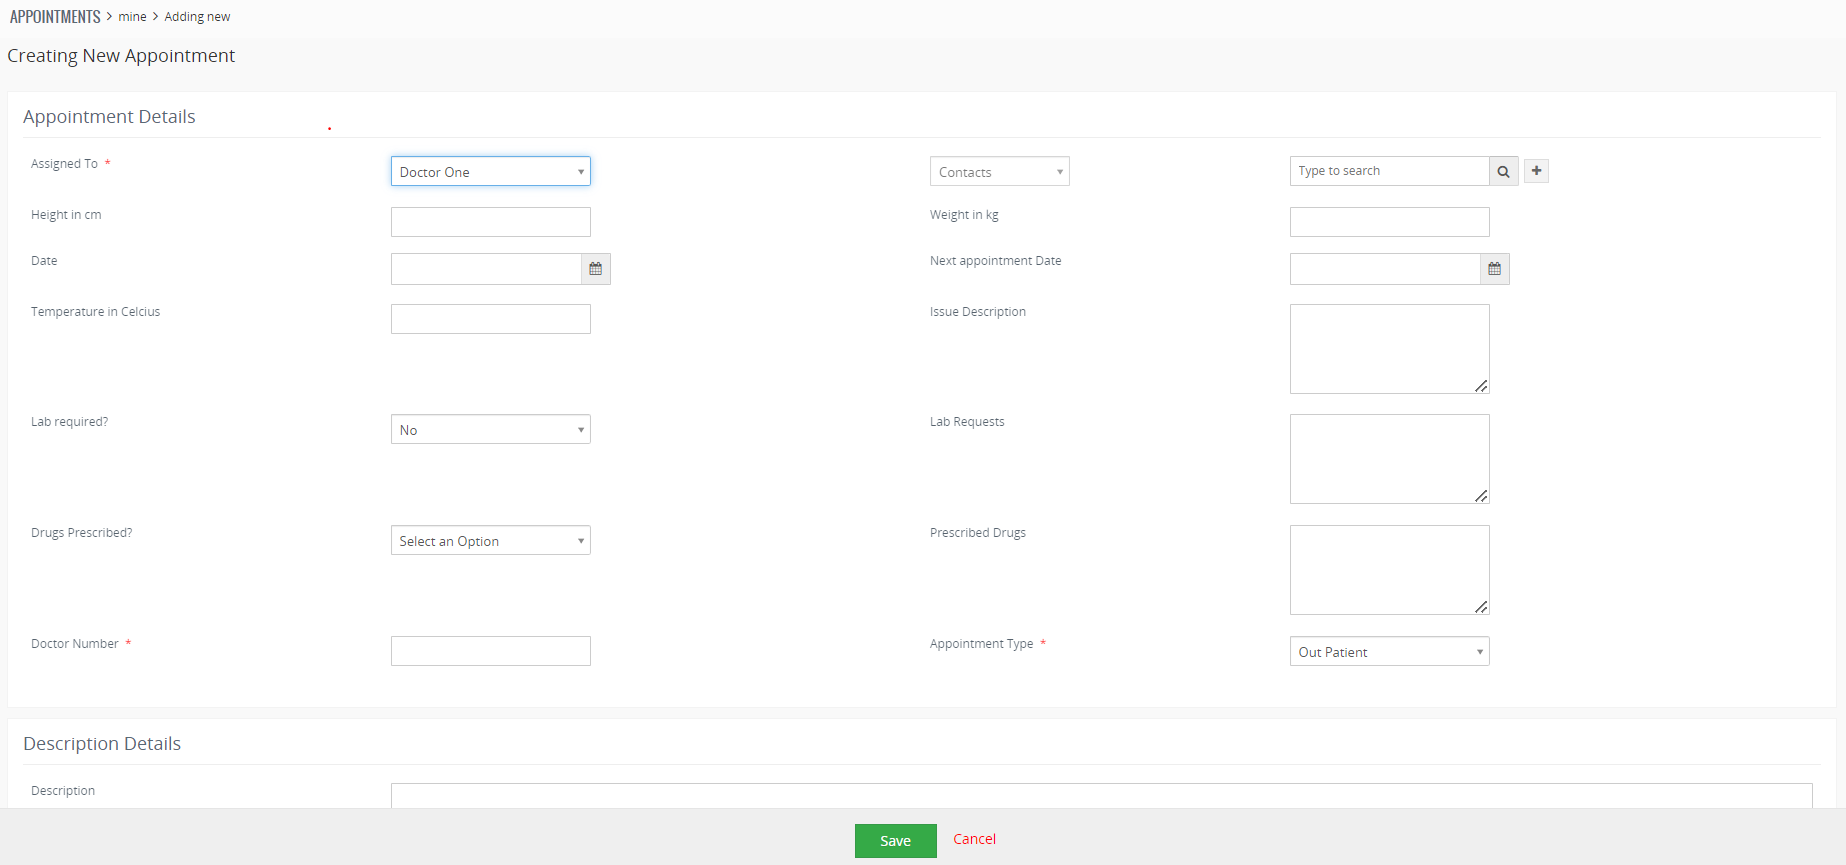 APPOINTMENTS > mine > Adding new
Creating New Appointment
Appointment Details
Assigned To * Doctor One Contacts Type to search
Height in cm Weight in kg
Date Next appointment Date
Temperature in Celcius Issue Description
Lab required? No Lab Requests
Drugs Prescribed? Select an Option Prescribed Drugs
Doctor Number * Appointment Type * Out Patient
Description Details
Description
Save Cancel